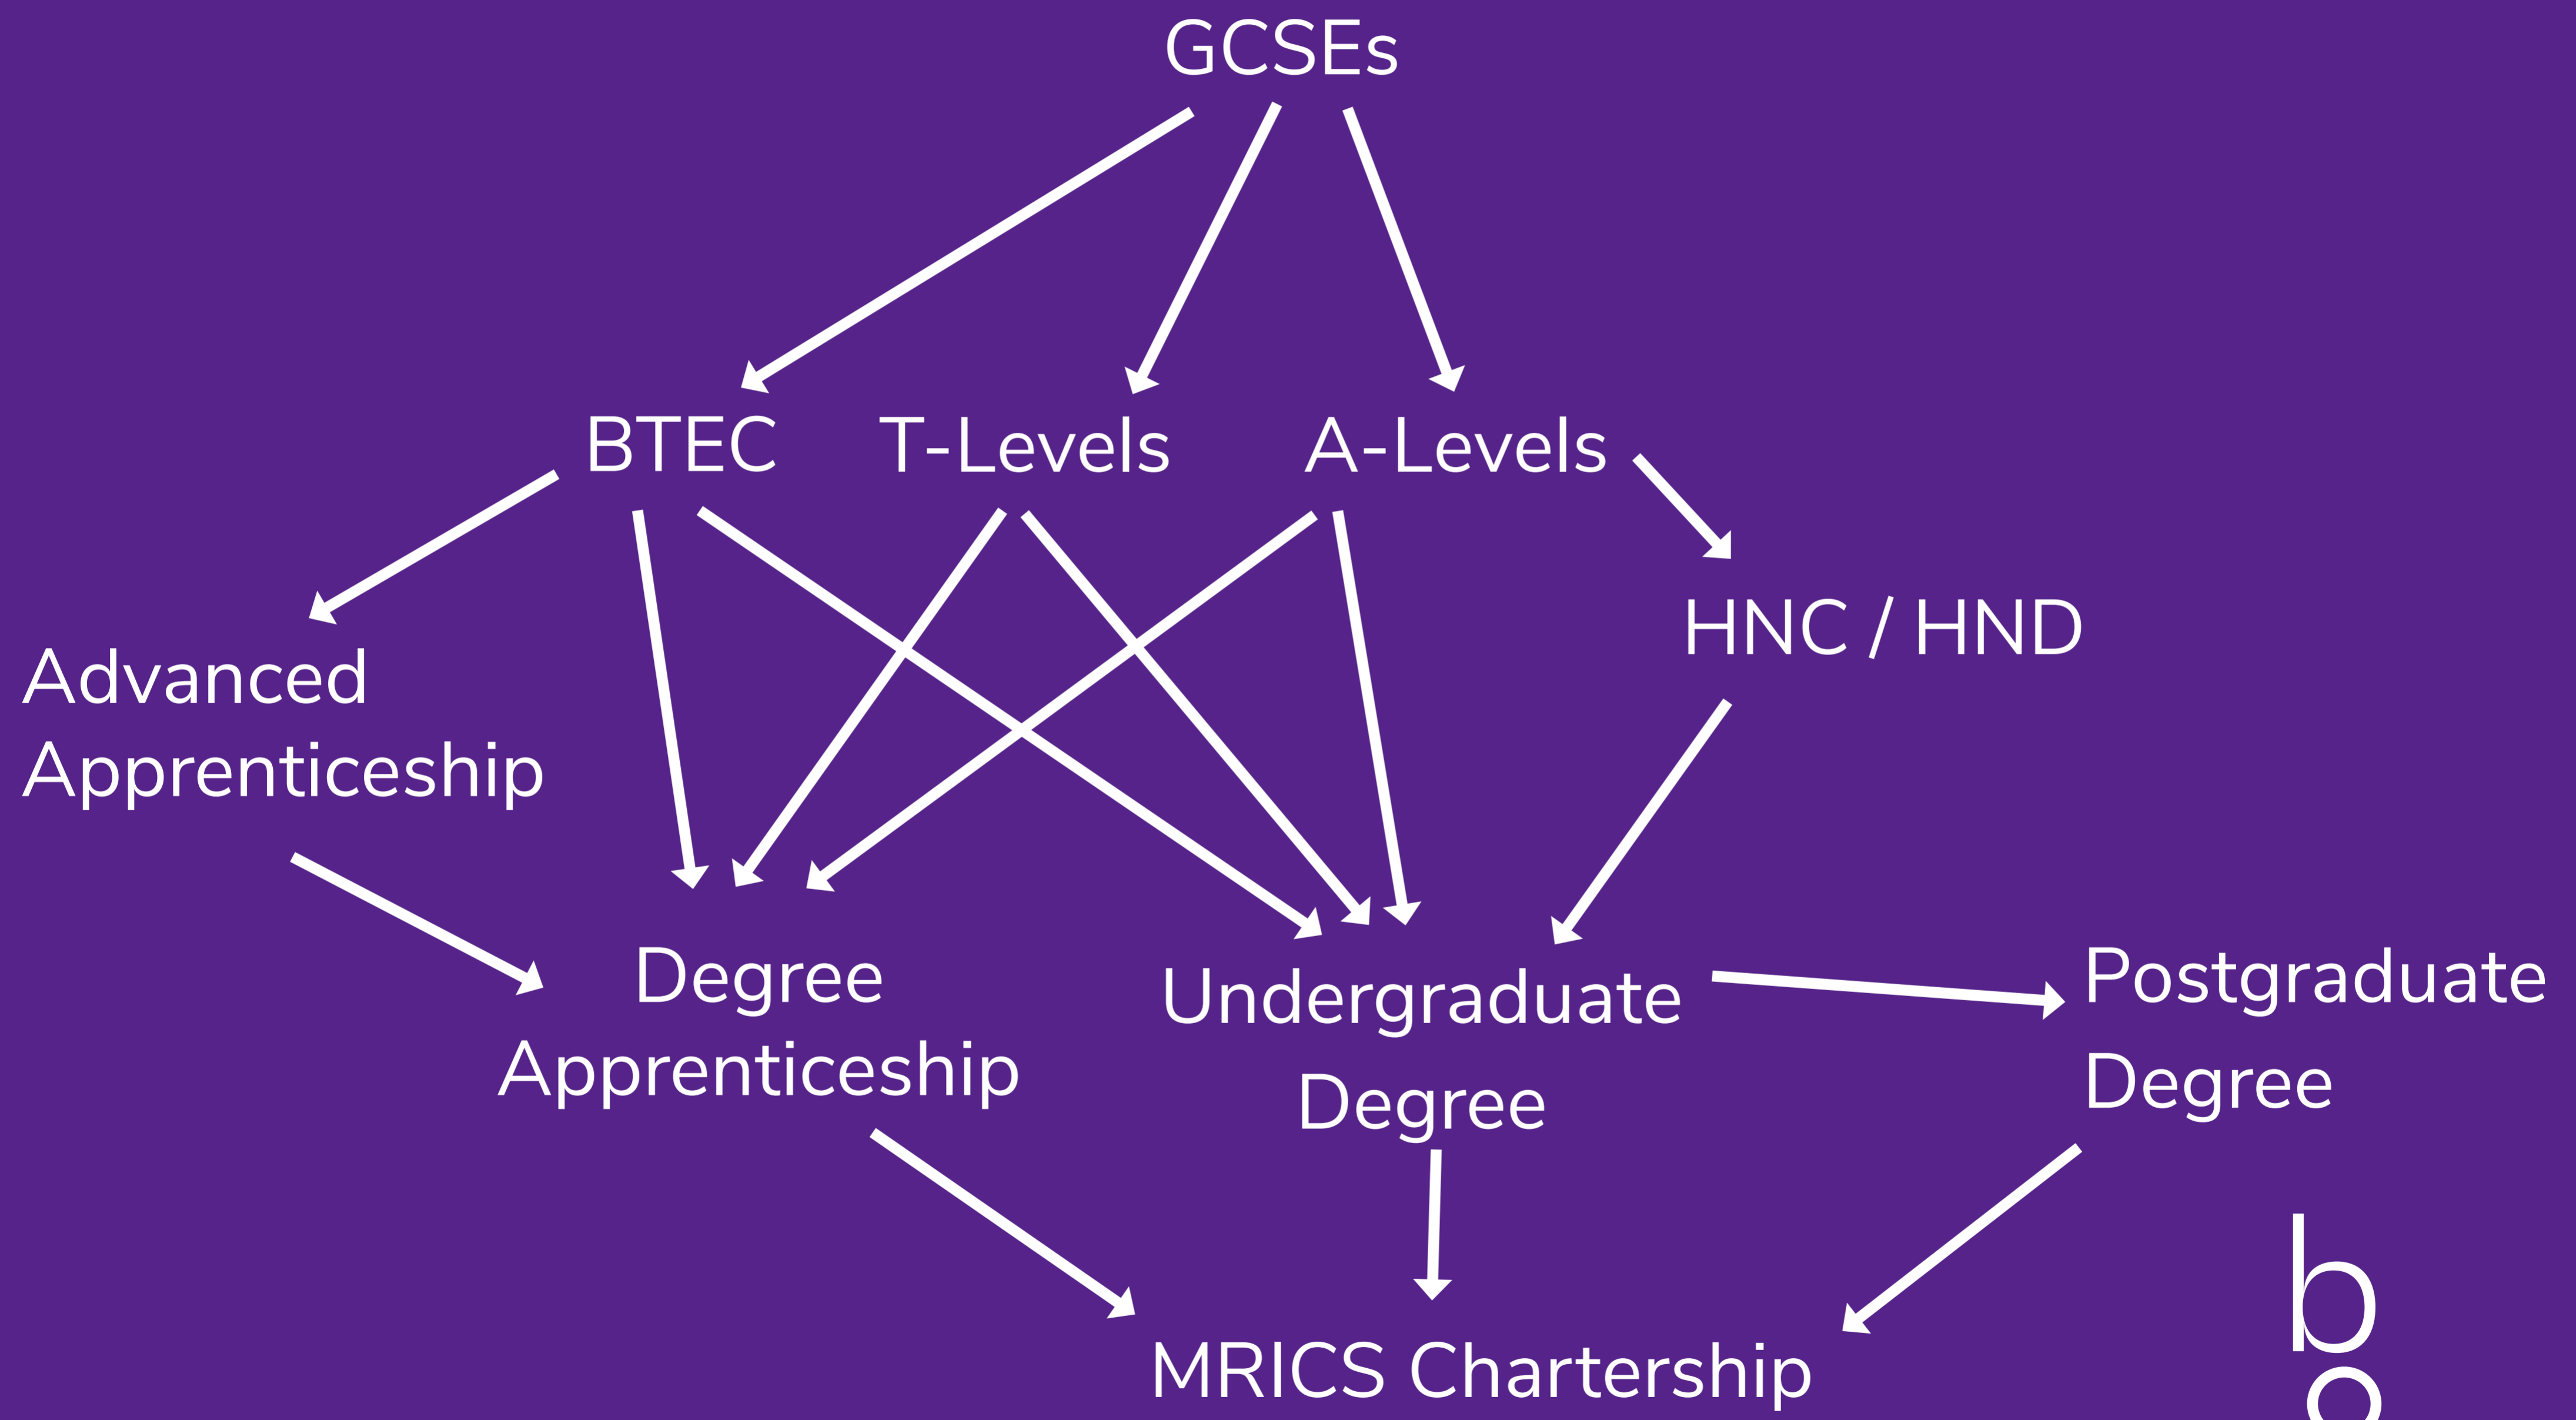 GCSEs
BTEC
T-Levels
A-Levels
HNC / HND
Advanced
Apprenticeship
Degree
Apprenticeship
Undergraduate
Degree
Postgraduate
Degree
MRICS Chartership
b